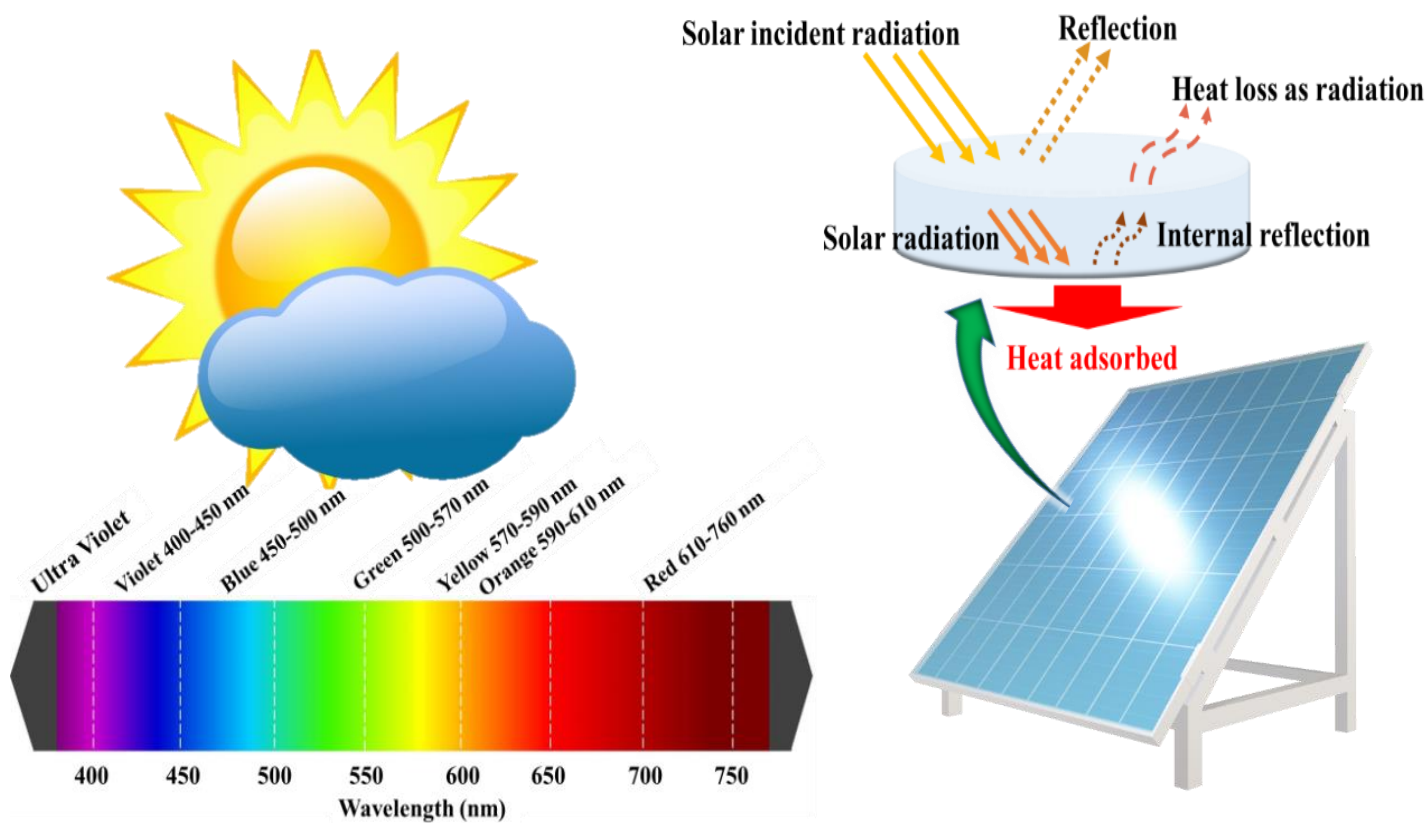 Solar incident radiation
Reflection
Heat loss as radiation
Solar radiation
Internal reflection
Heat adsorbed
Ultra Violet
Violet 400-450 nm
Blue 450-500 nm
Green 500-570 nm
Yellow 570-590 nm
Orange 590-610 nm
Red 610-760 nm
400 450 500 550 600 650 700 750
Wavelength (nm)